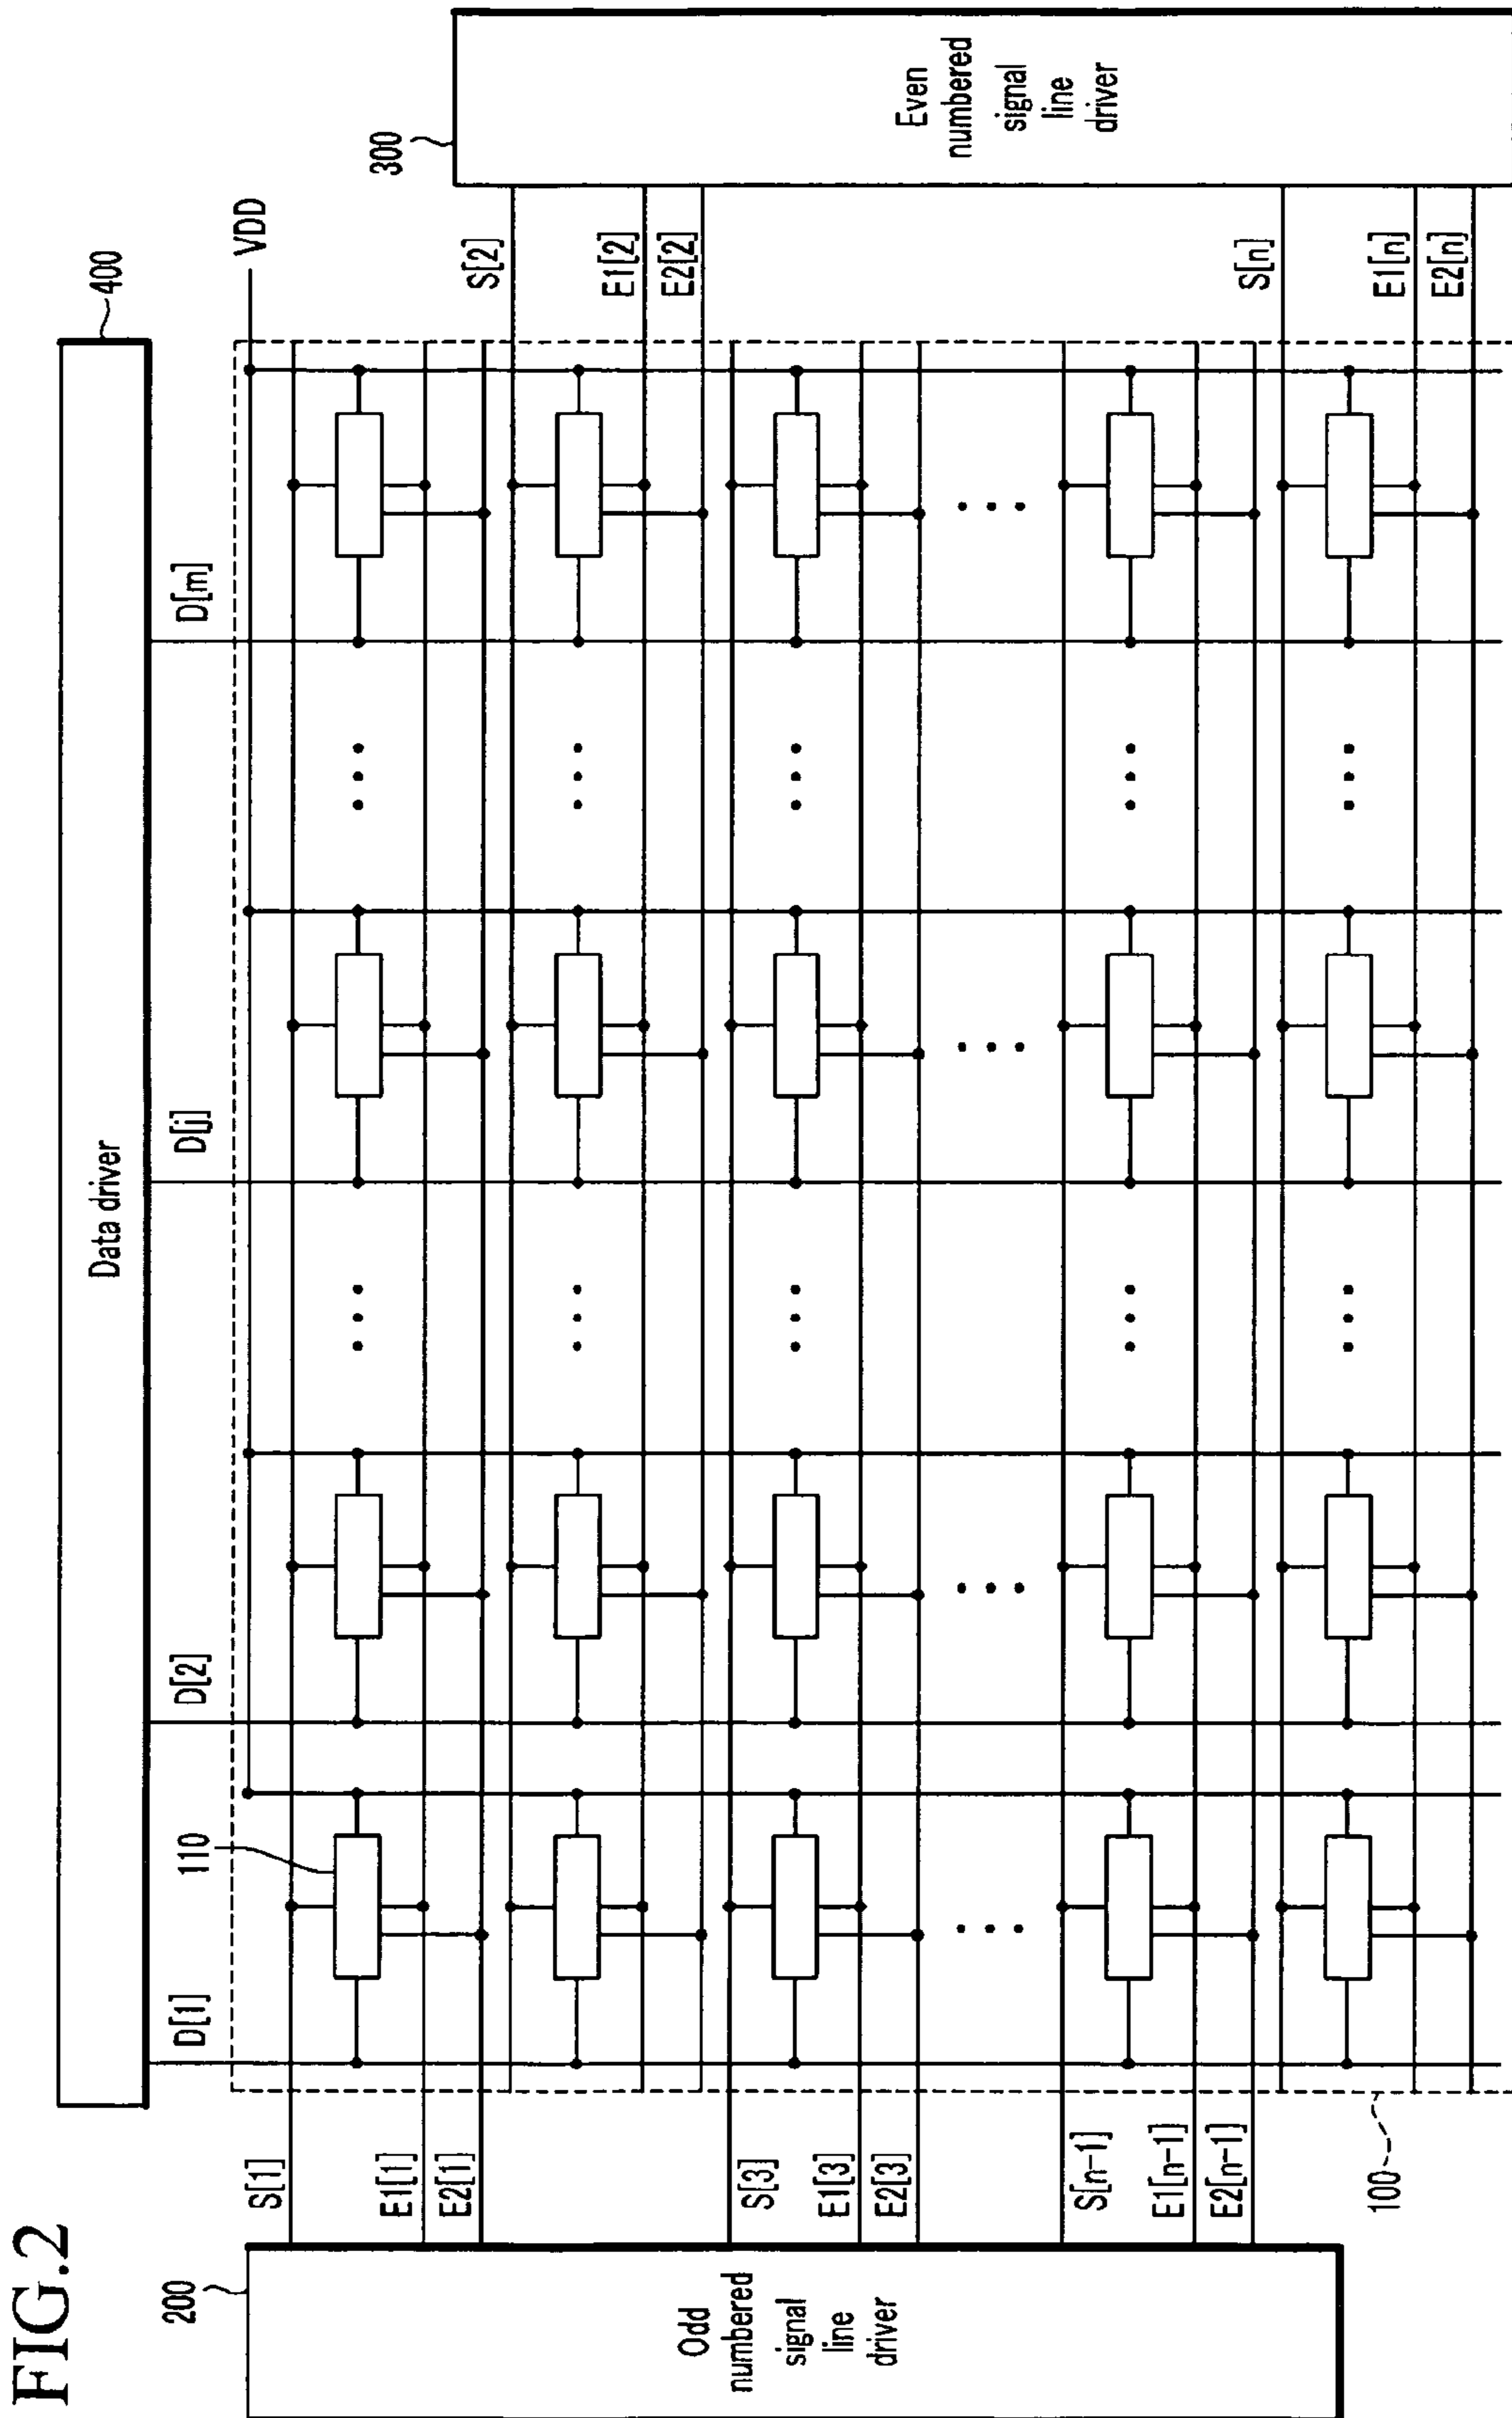 FIG.2
400
Data driver
D[1]
D[2]
D[j]
D[m]
VDD
110
200
Odd
numbered
signal
line
driver
S[1]
E1[1]
E2[1]
S[3]
E1[3]
E2[3]
S[n-1]
E1[n-1]
E2[n-1]
100
300
Even
numbered
signal
line
driver
S[2]
E1[2]
E2[2]
S[n]
E1[n]
E2[n]